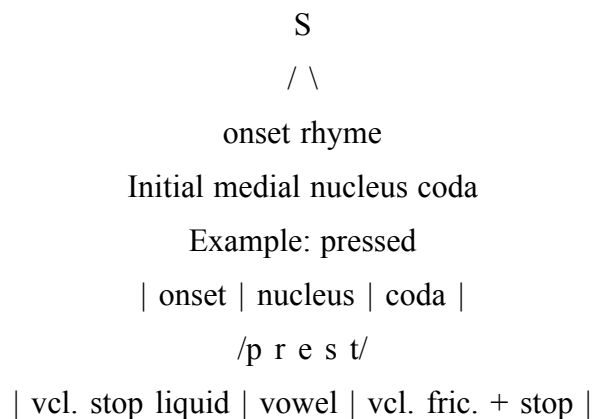 S
/ \
onset rhyme
Initial medial nucleus coda
Example: pressed
| onset | nucleus | coda |
/p r e s t/
| vcl. stop liquid | vowel | vcl. fric. + stop |